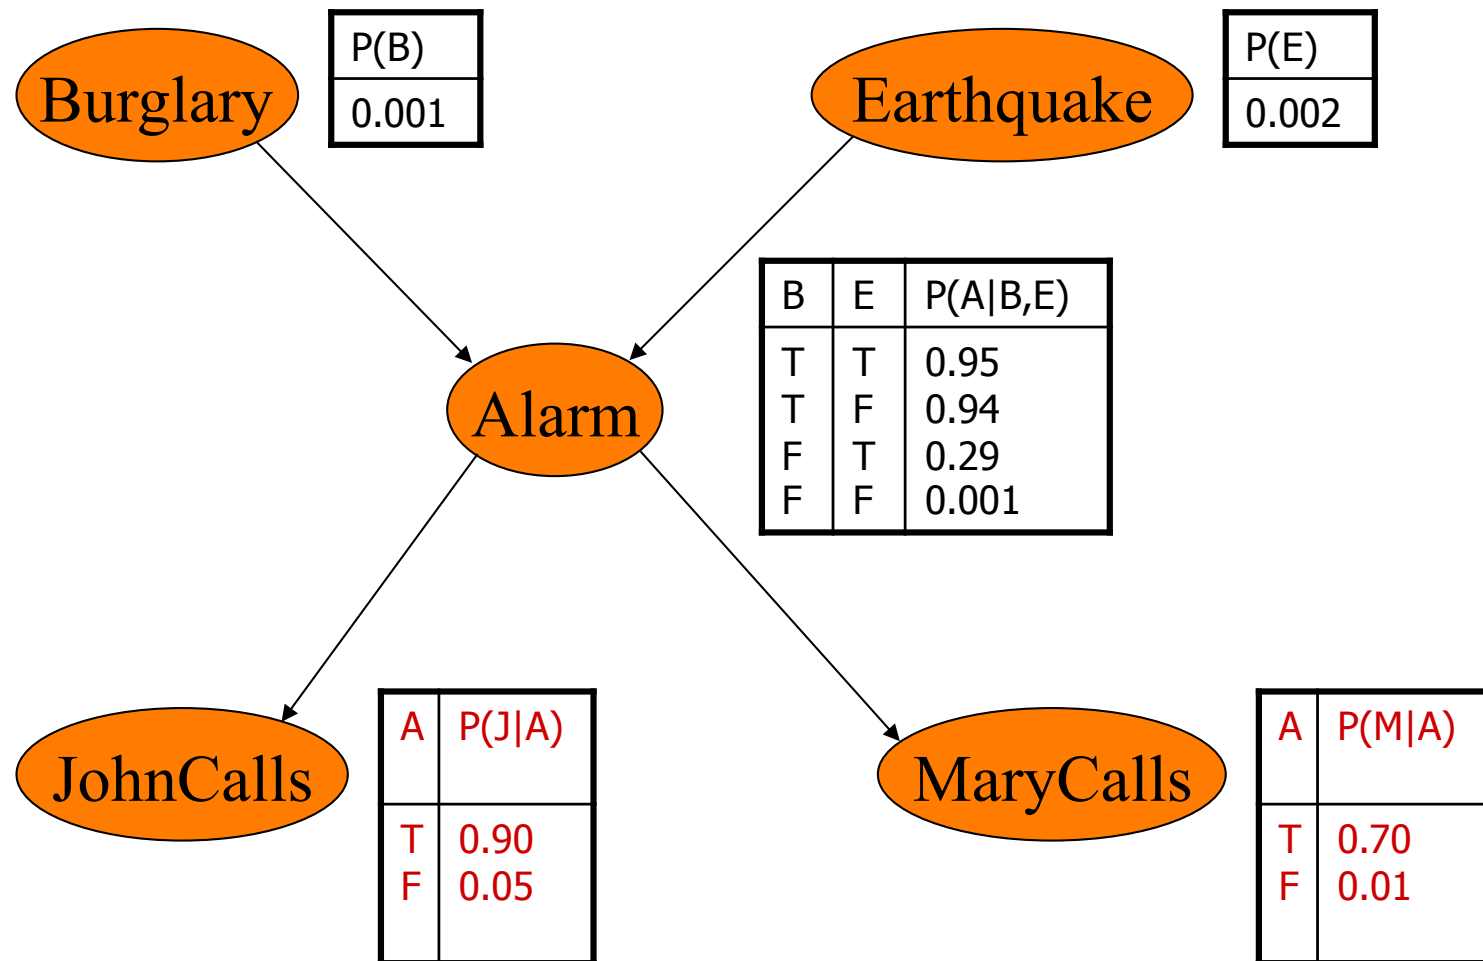 Burglary
P(B)
0.001
Earthquake
P(E)
0.002
B E P(A|B,E)
T T 0.95
T F 0.94
F T 0.29
F F 0.001
Alarm
JohnCalls
A P(J|A)
T 0.90
F 0.05
MaryCalls
A P(M|A)
T 0.70
F 0.01